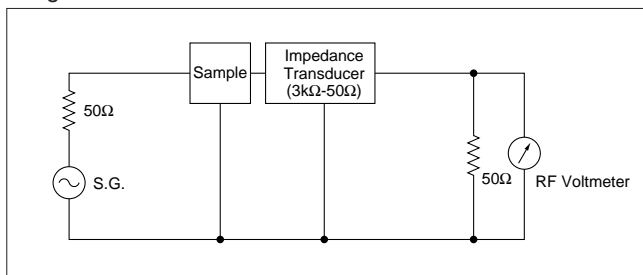 Sample
Impedance
Transducer
(3kΩ-50Ω)
50Ω
S.G.
50Ω
RF Voltmeter